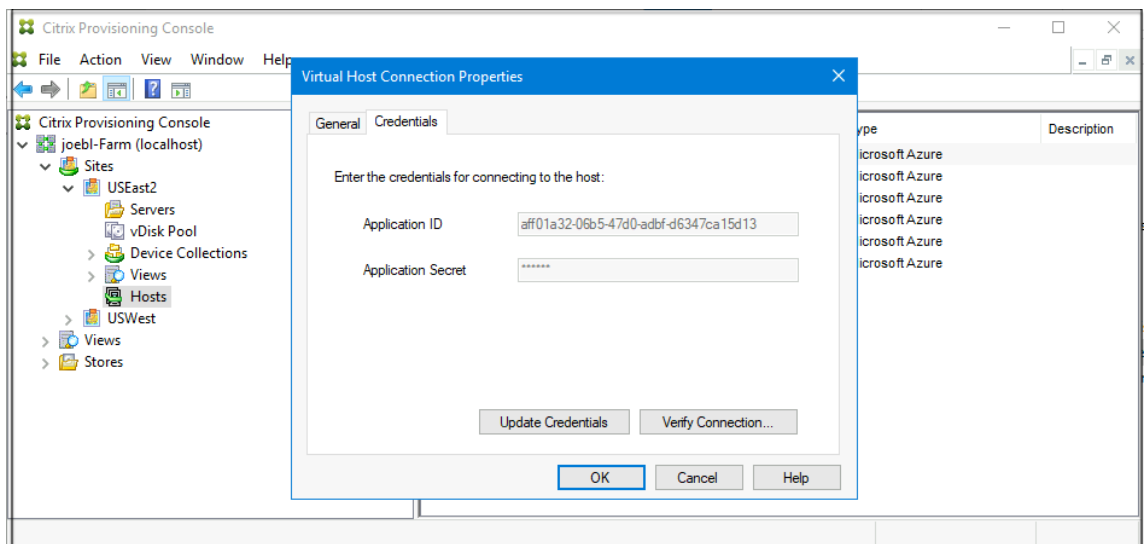 Citrix Provisioning Console
File Action View Window Help
Virtual Host Connection Properties
General Credentials
Enter the credentials for connecting to the host:
Application ID
aff01a32-06b5-47d0-adbf-d6347ca15d13
Application Secret
******
Update Credentials
Verify Connection...
OK
Cancel
Help
Citrix Provisioning Console
joebl-Farm (localhost)
Sites
USEast2
Servers
vDisk Pool
Device Collections
Views
Hosts
USWest
Views
Stores
ype
Description
icrosoft Azure
icrosoft Azure
icrosoft Azure
icrosoft Azure
icrosoft Azure
icrosoft Azure